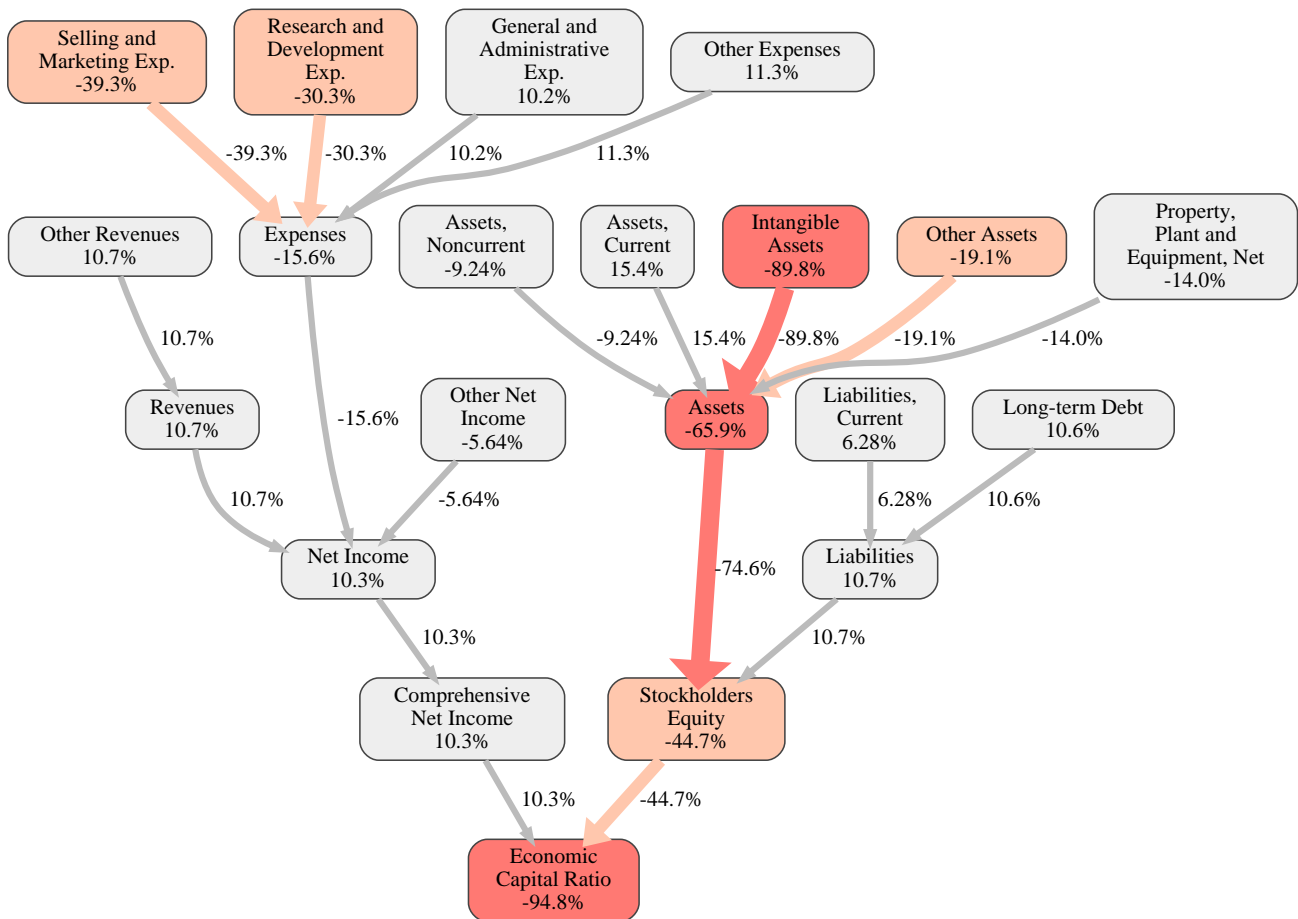 Selling and
Marketing Exp.
-39.3%
Research and
Development
Exp.
-30.3%
General and
Administrative
Exp.
10.2%
Other Expenses
11.3%
-39.3%
-30.3%
10.2%
11.3%
Other Revenues
10.7%
Expenses
-15.6%
Assets,
Noncurrent
-9.24%
Assets,
Current
15.4%
Intangible
Assets
-89.8%
Other Assets
-19.1%
Property,
Plant and
Equipment, Net
-14.0%
10.7%
-9.24%
15.4%
-89.8%
-19.1%
-14.0%
Revenues
10.7%
-15.6%
Other Net
Income
-5.64%
Assets
-65.9%
Liabilities,
Current
6.28%
Long-term Debt
10.6%
10.7%
-5.64%
6.28%
10.6%
Net Income
10.3%
-74.6%
Liabilities
10.7%
10.3%
10.7%
Comprehensive
Net Income
10.3%
Stockholders
Equity
-44.7%
10.3%
-44.7%
Economic
Capital Ratio
-94.8%